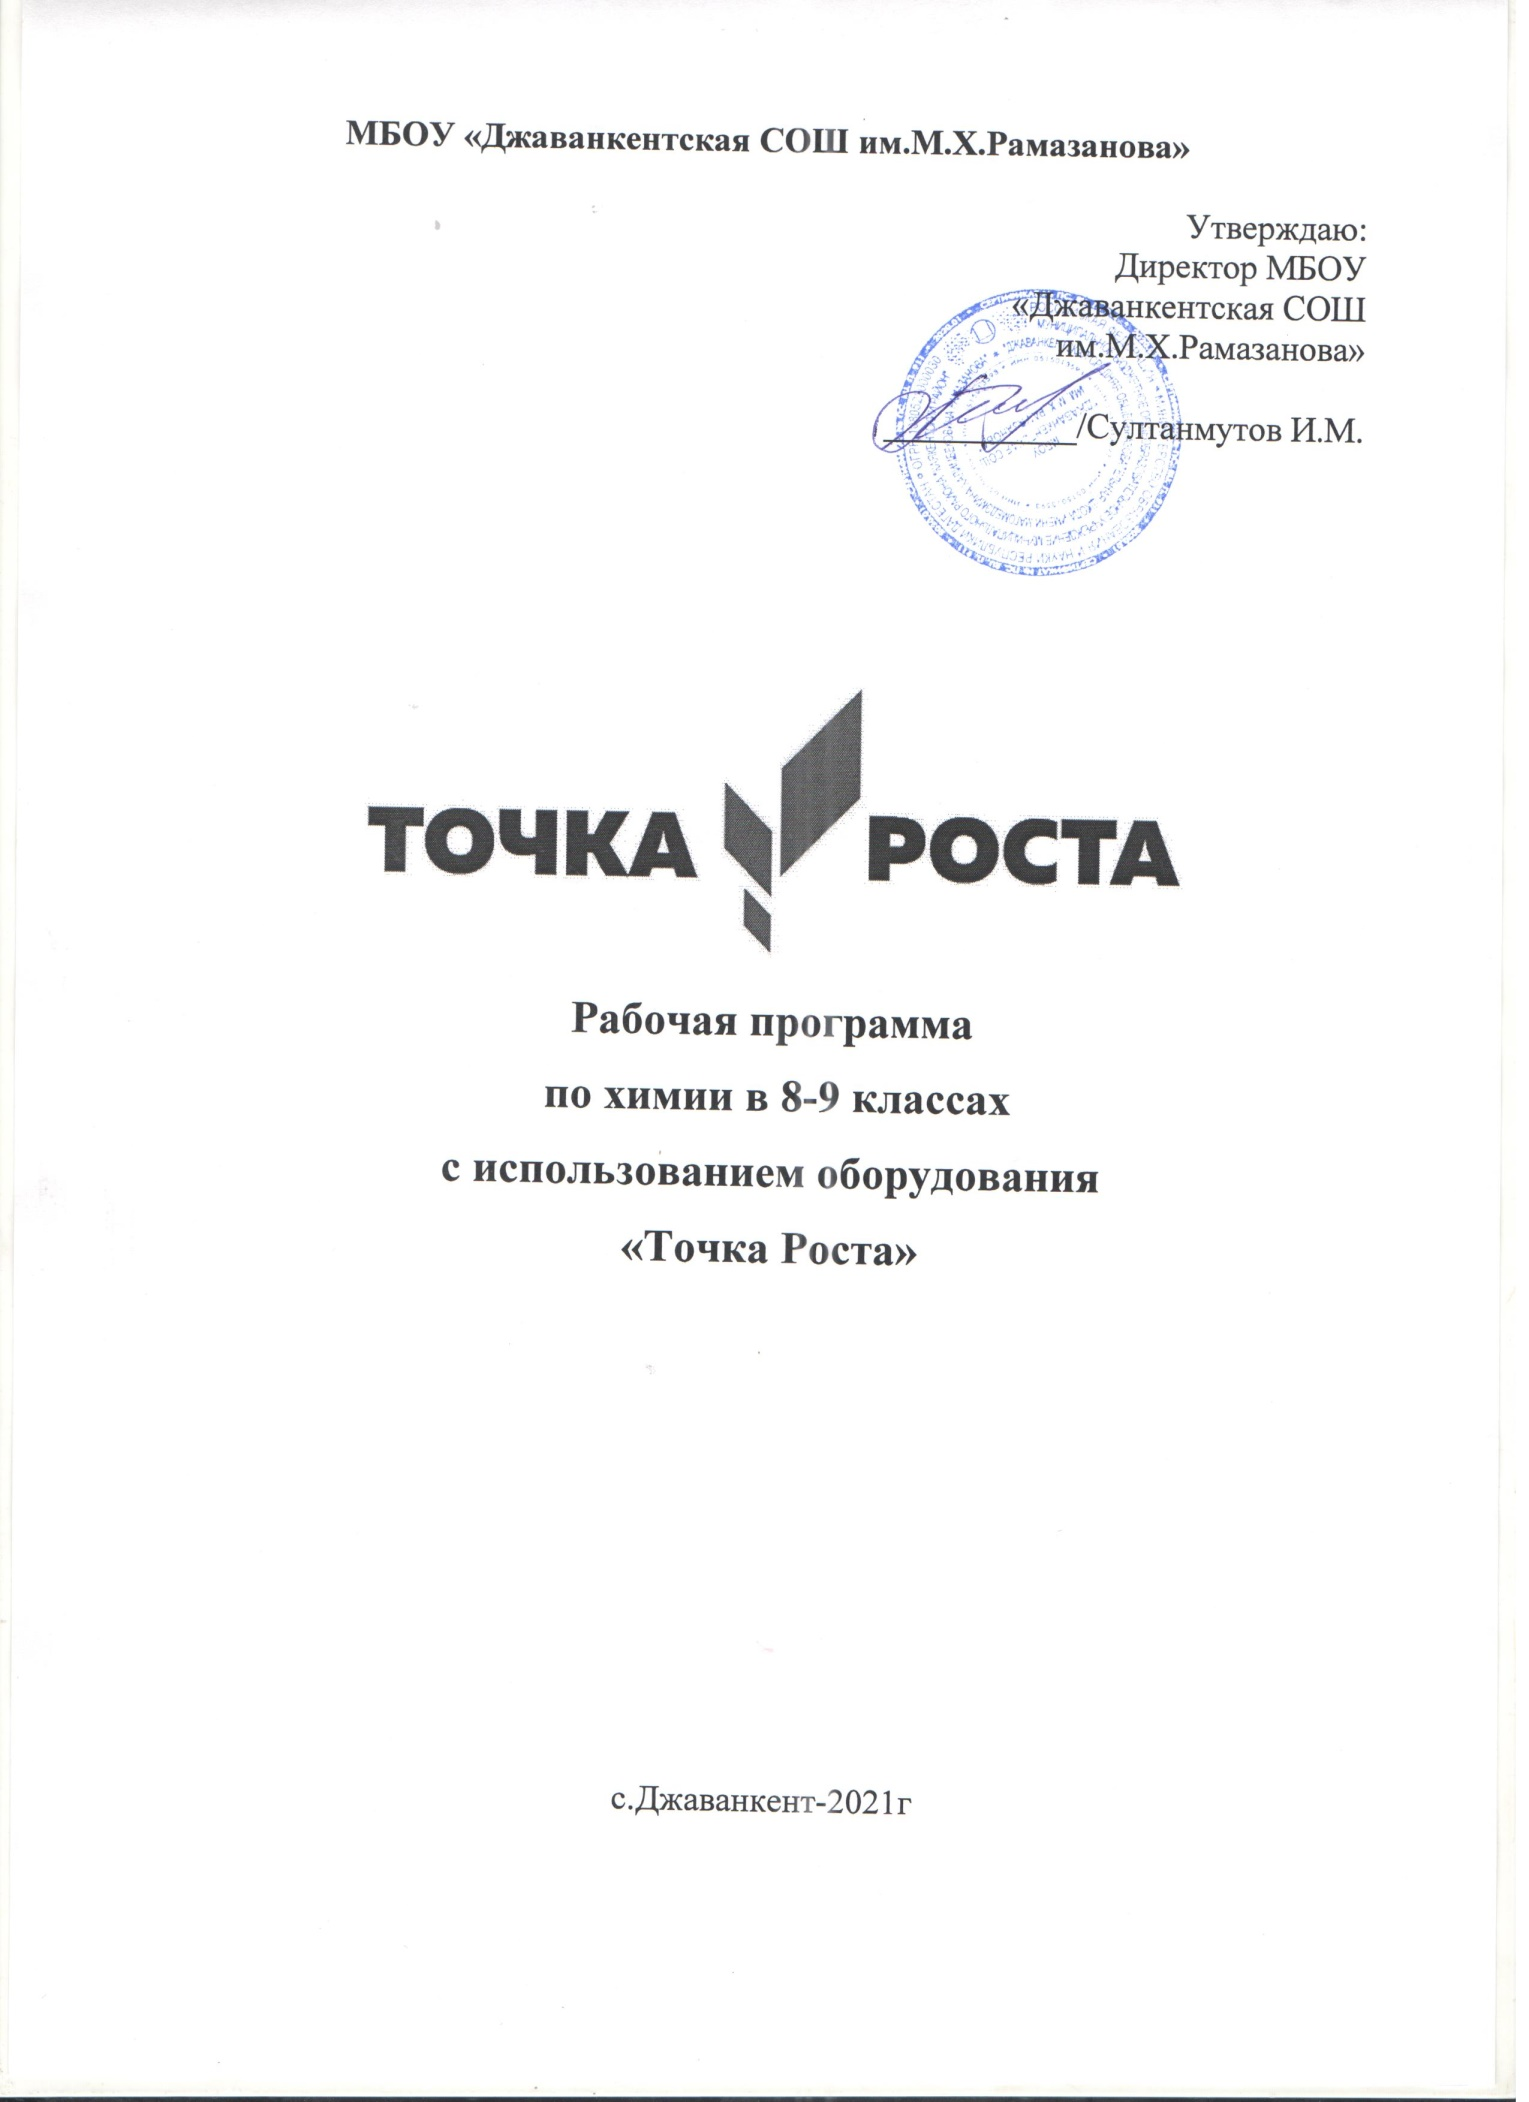 МБОУ «Джаванкентская СОШ им.М.Х.Рамазанова»
Утверждаю:
Директор МБОУ
«Джаванкентская СОШ
им.М.Х.Рамазанова»
/Султанмутов И.М.
ТОЧКА РОСТА
Рабочая программа
по химии в 8-9 классах
с использованием оборудования
«Точка Роста»
с.Джаванкент-2021г